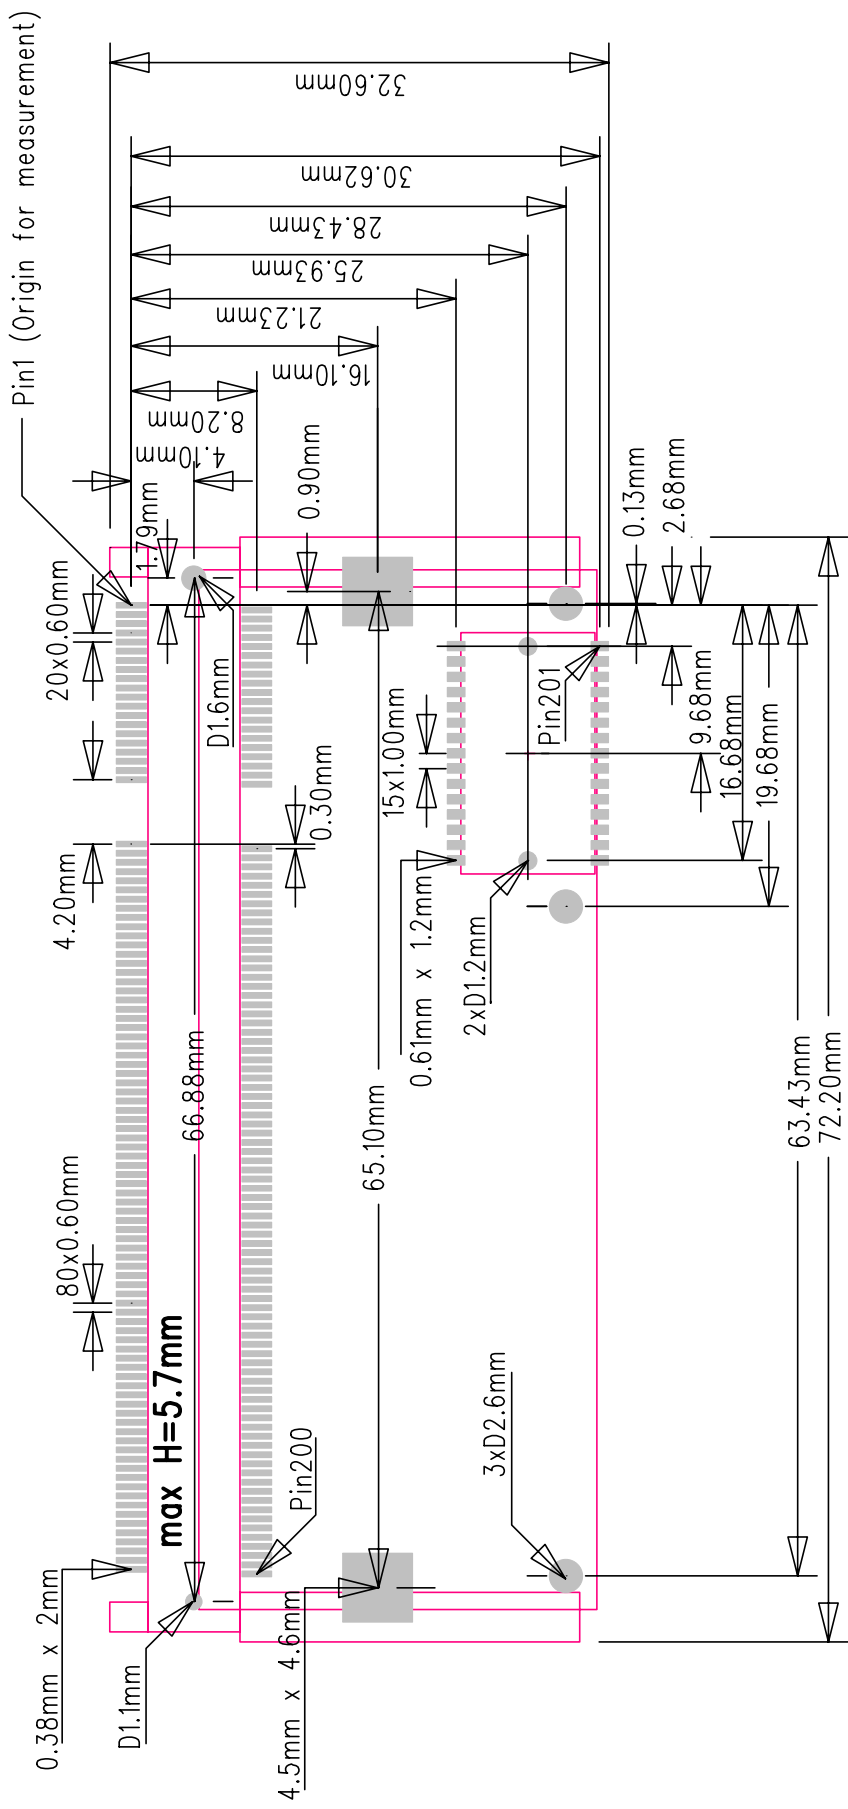 Pin1 (Origin for measurement)
32.60mm
30.62mm
28.43mm
25.93mm
21.23mm
16.10mm
8.20mm
4.10mm
1.79mm
0.90mm
0.13mm
2.68mm
20x0.60mm
D1.6mm
Pin201
9.68mm
16.68mm
19.68mm
15x1.00mm
0.30mm
4.20mm
0.61mm x 1.2mm
2xD1.2mm
66.88mm
65.10mm
63.43mm
72.20mm
80x0.60mm
max H=5.7mm
Pin200
3xD2.6mm
0.38mm x 2mm
D1.1mm
4.5mm x 4.6mm